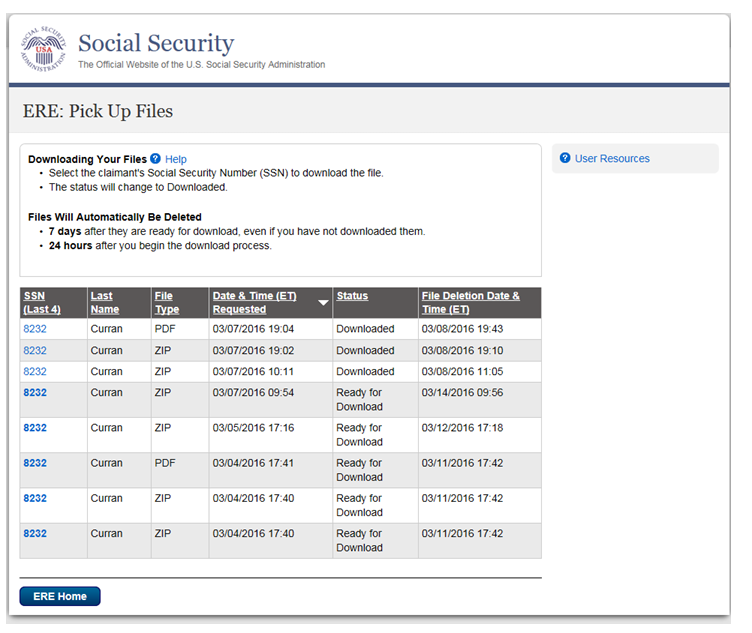 SOCIAL SECURITY
USA
ADMINISTRATION
Social Security
The Official Website of the U.S. Social Security Administration
ERE: Pick Up Files
Downloading Your Files ? Help
• Select the claimant's Social Security Number (SSN) to download the file.
• The status will change to Downloaded.
Files Will Automatically Be Deleted
• 7 days after they are ready for download, even if you have not downloaded them.
• 24 hours after you begin the download process.
? User Resources
SSN (Last 4) Last Name File Type Date & Time (ET) Requested Status File Deletion Date & Time (ET)
8232 Curran PDF 03/07/2016 19:04 Downloaded 03/08/2016 19:43
8232 Curran ZIP 03/07/2016 19:02 Downloaded 03/08/2016 19:10
8232 Curran ZIP 03/07/2016 10:11 Downloaded 03/08/2016 11:05
8232 Curran ZIP 03/07/2016 09:54 Ready for Download 03/14/2016 09:56
8232 Curran ZIP 03/05/2016 17:16 Ready for Download 03/12/2016 17:18
8232 Curran PDF 03/04/2016 17:41 Ready for Download 03/11/2016 17:42
8232 Curran ZIP 03/04/2016 17:40 Ready for Download 03/11/2016 17:42
8232 Curran ZIP 03/04/2016 17:40 Ready for Download 03/11/2016 17:42
ERE Home